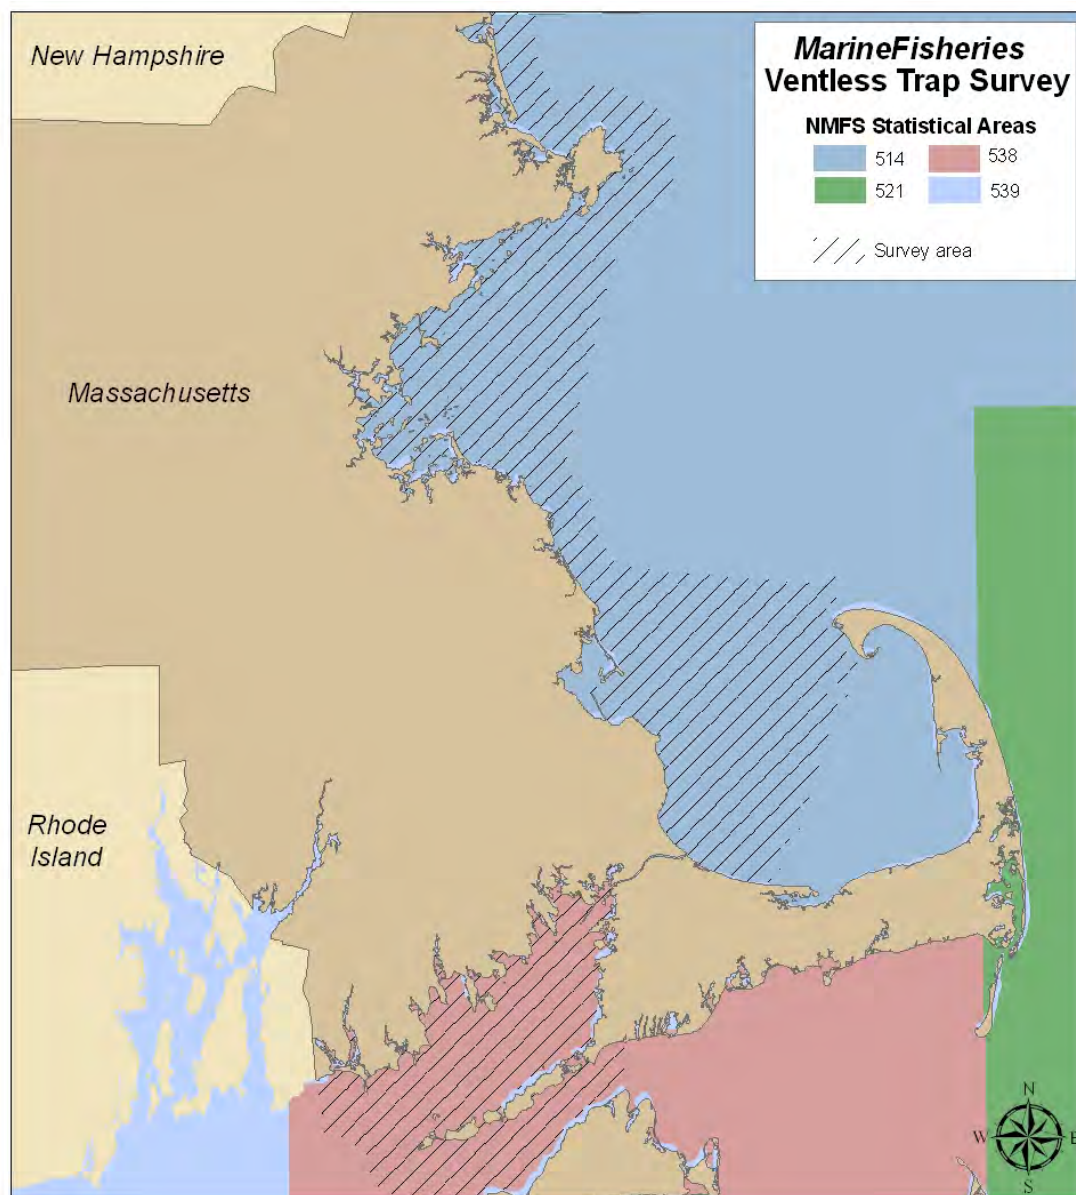 New Hampshire
MarineFisheries
Ventless Trap Survey
NMFS Statistical Areas
514
538
521
539
Survey area
Massachusetts
Rhode
Island
N
W
E
S